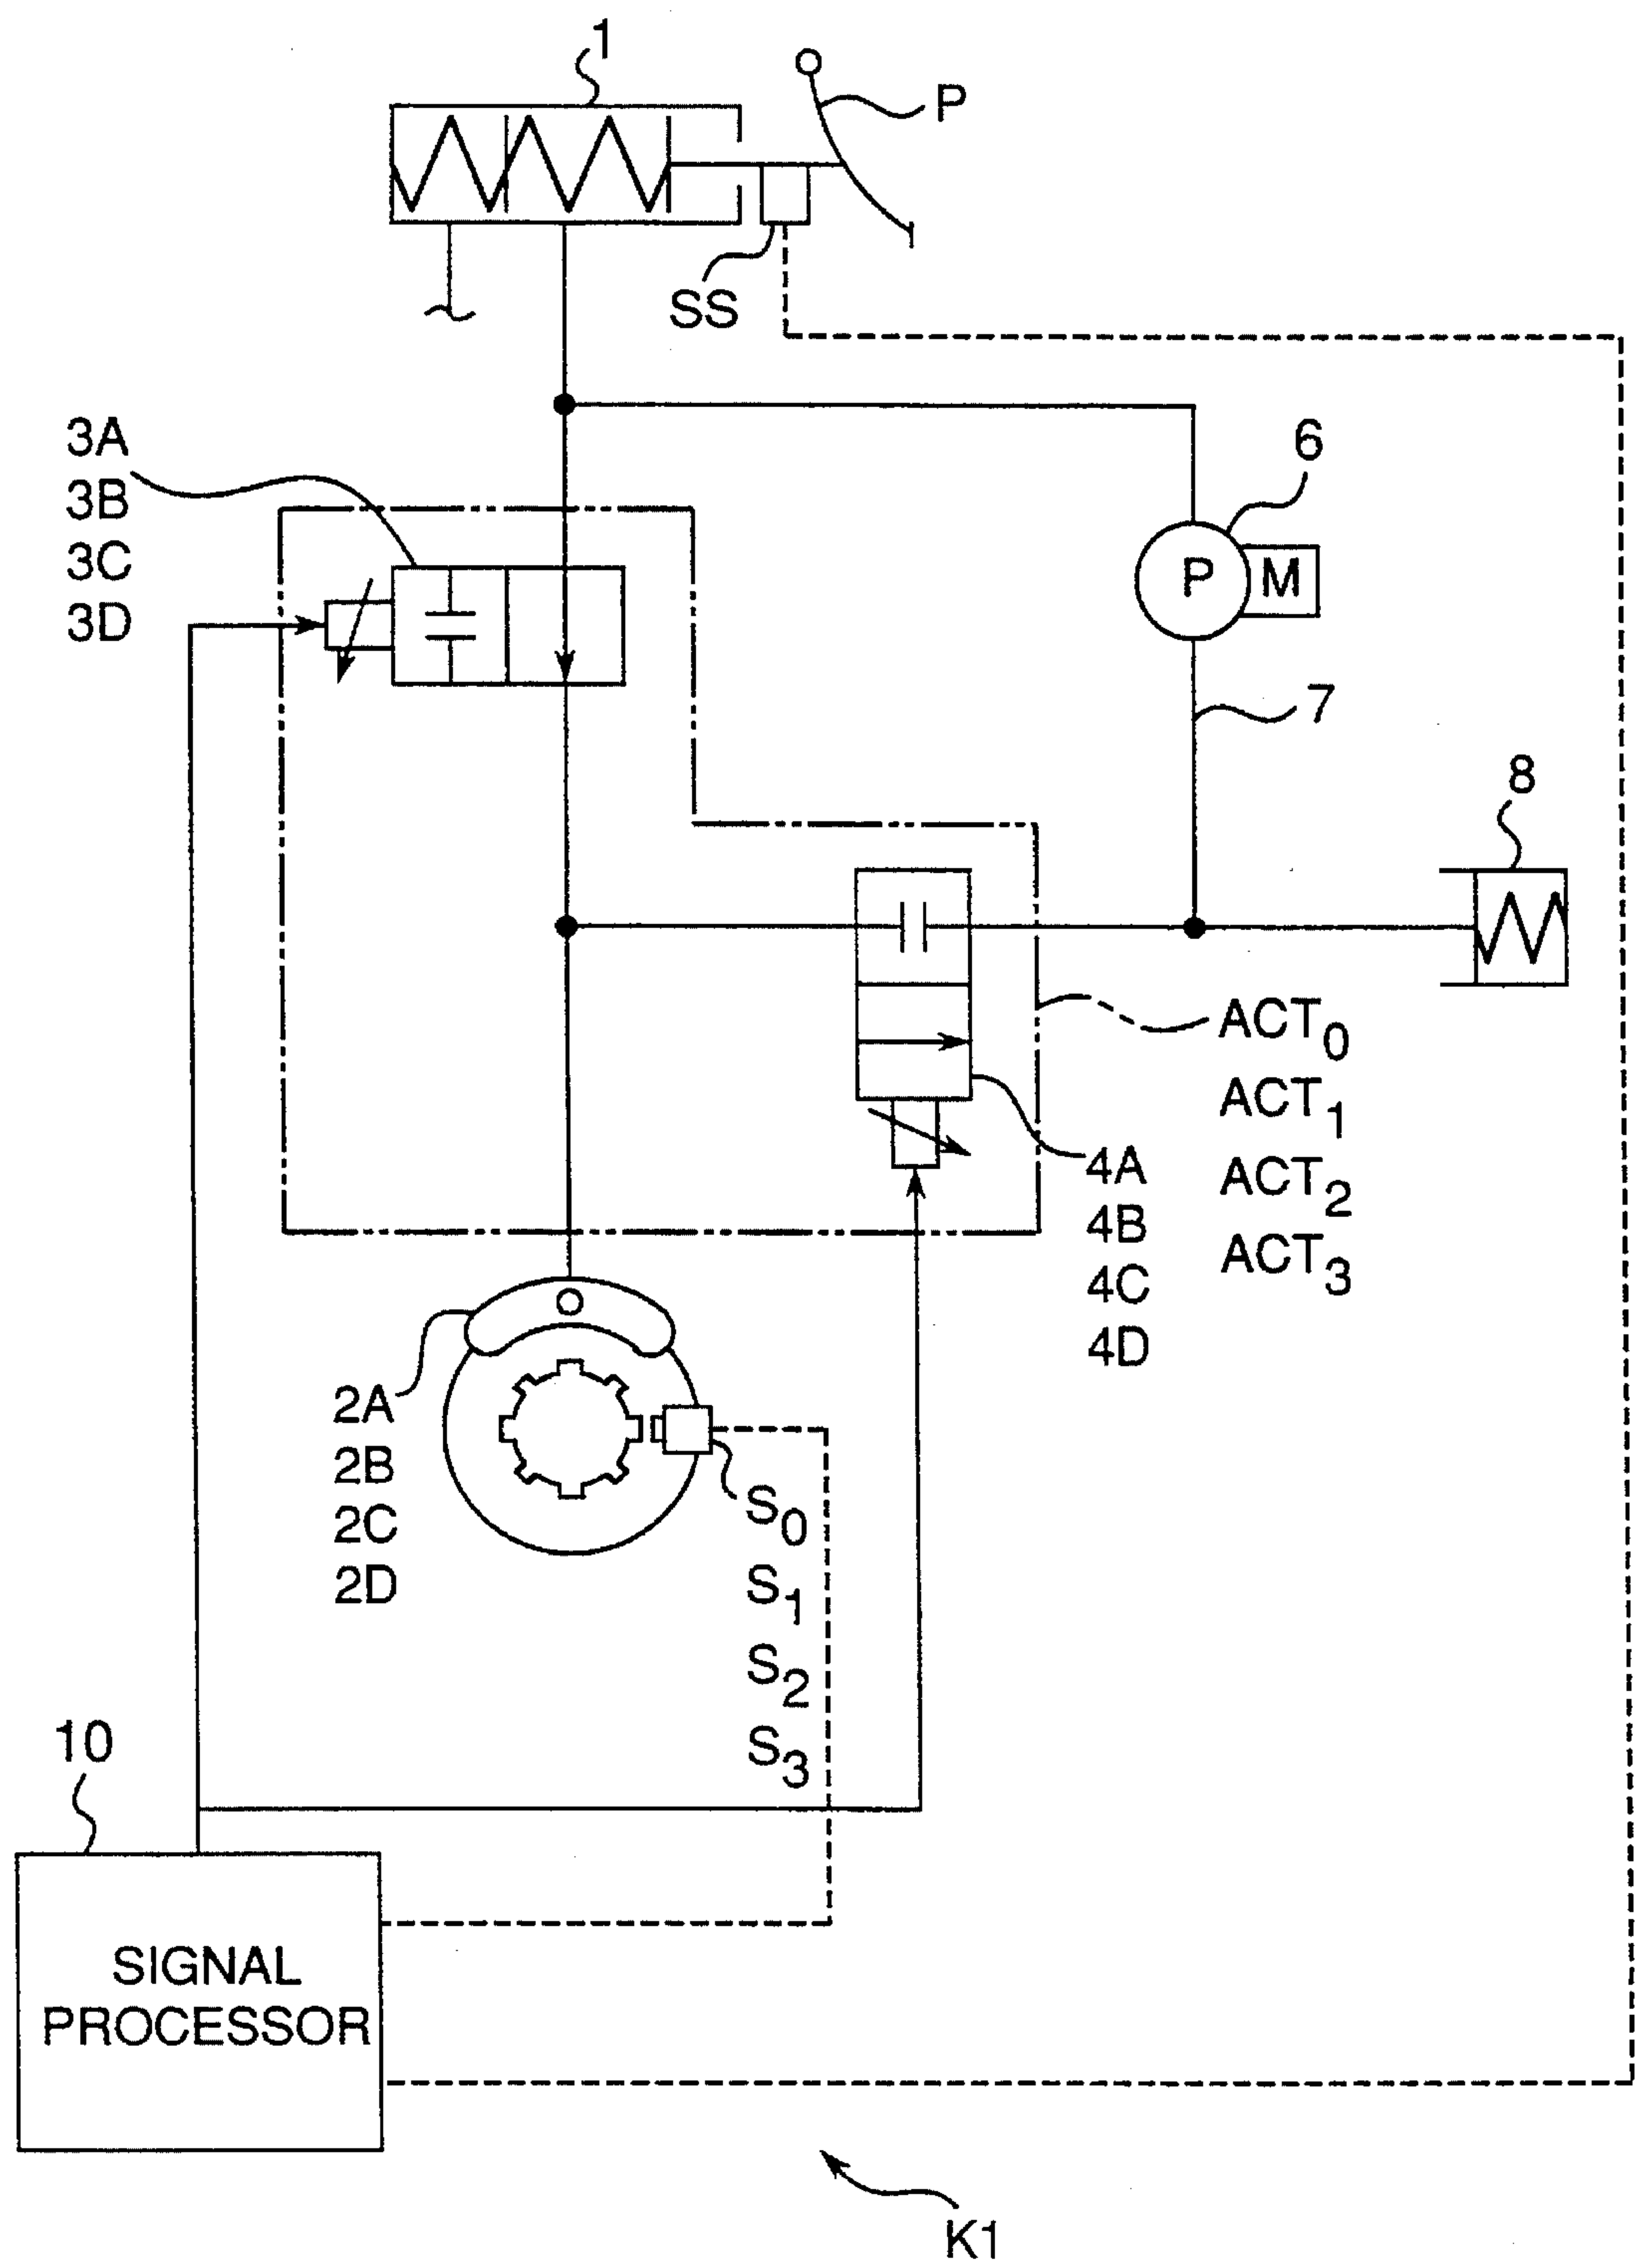 1
P
SS
3A
3B
3C
3D
6
P M
7
8
ACT0
ACT1
ACT2
ACT3
4A
4B
4C
4D
2A
2B
2C
2D
S0
S1
S2
S3
10
SIGNAL
PROCESSOR
K1